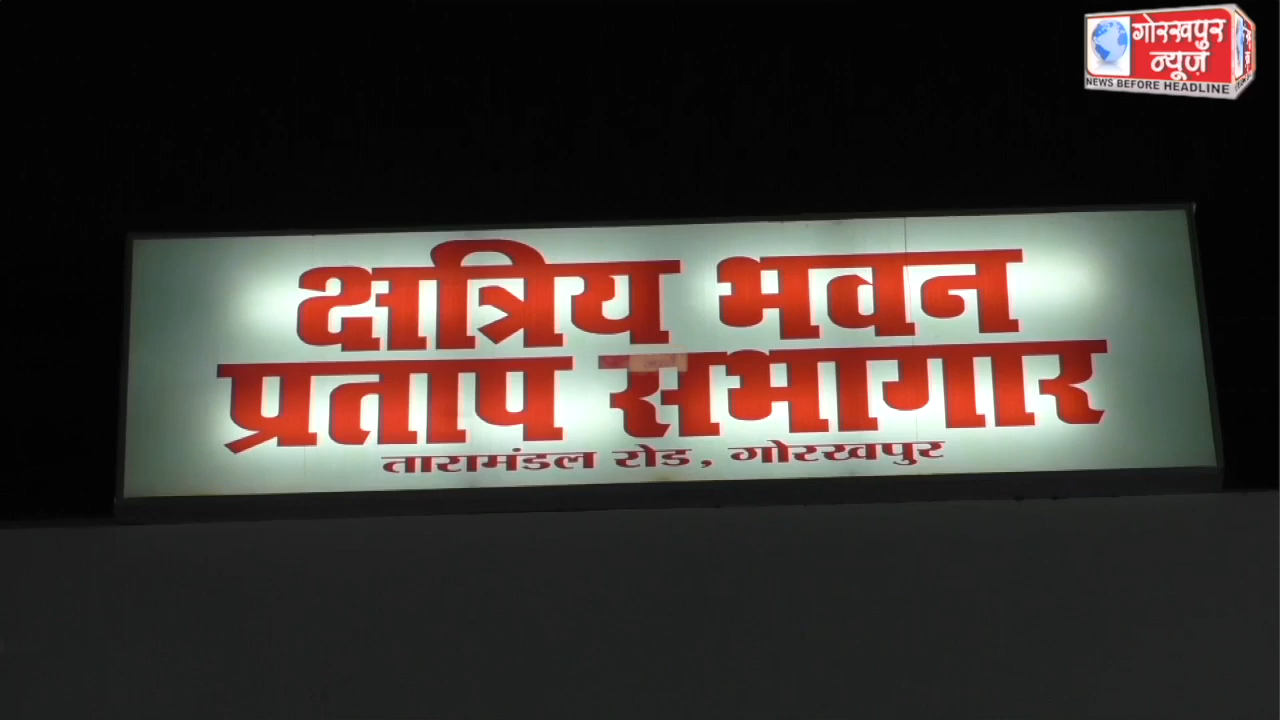 गोरखपुर
न्यूज़
NEWS BEFORE HEADLINE
क्षत्रिय भवन
प्रताप सभागार
तारामंडल रोड, गोरखपुर